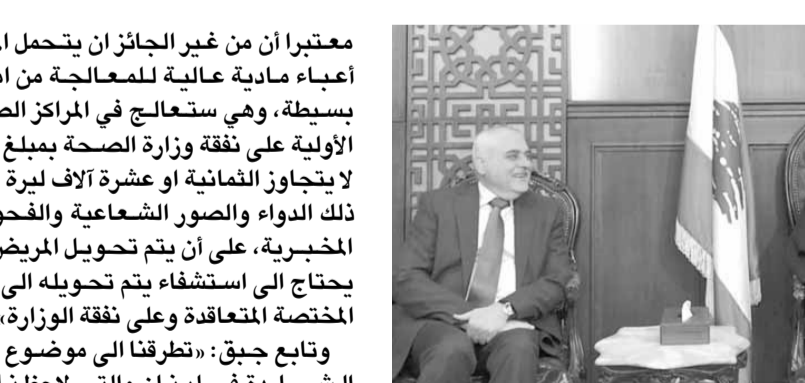 معتبرا أن من غير الجائز ان يتحمل
أعباء مادية عالية للمعالجة من
بسيطة، وهي ستعالج في المراكز
الأولية على نفقة وزارة الصحة بمبلغ
لا يتجاوز الثمانية او عشرة آلاف ليرة
ذلك الدواء والصور الشعاعية
المخبرية، على أن يتم تحويل المريض
يحتاج الى استشفاء يتم تحويله الى
المختصة المتعاقدة وعلى نفقة الوزارة»
وتابع جبق: «تطرقنا الى موضوع